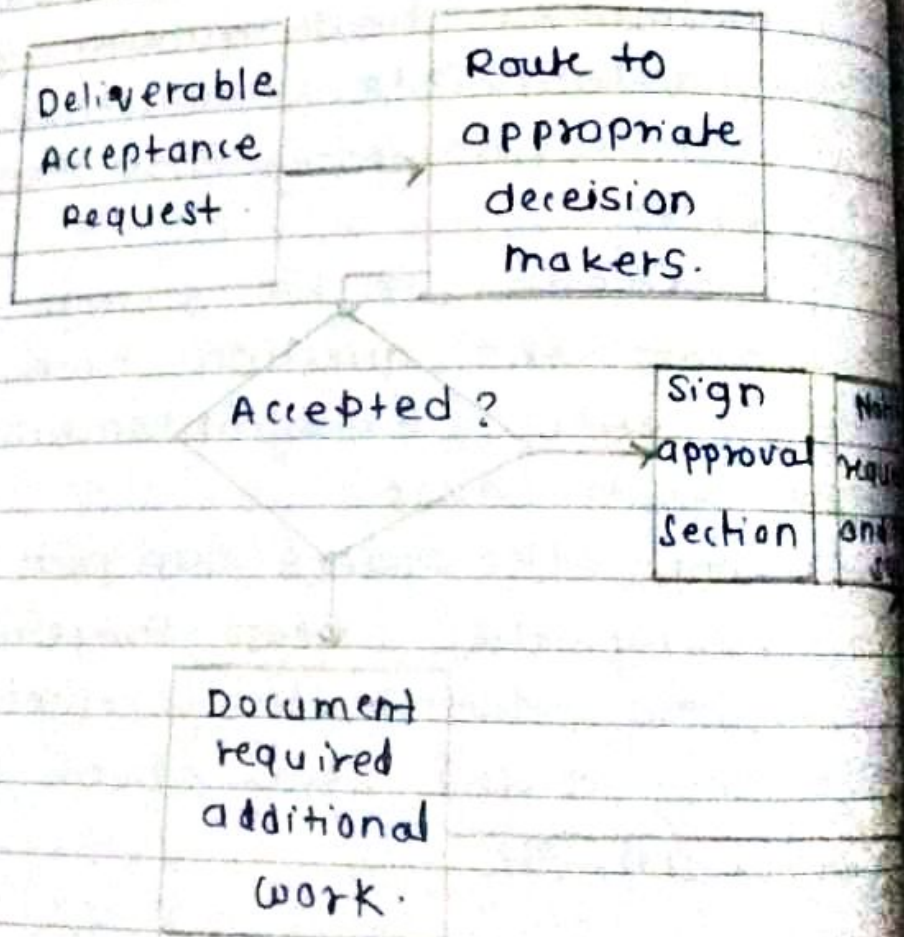 Deliverable
Acceptance
Request
Route to
appropriate
deceision
makers.
Accepted ?
Sign
approval
Section
Document
required
additional
work.